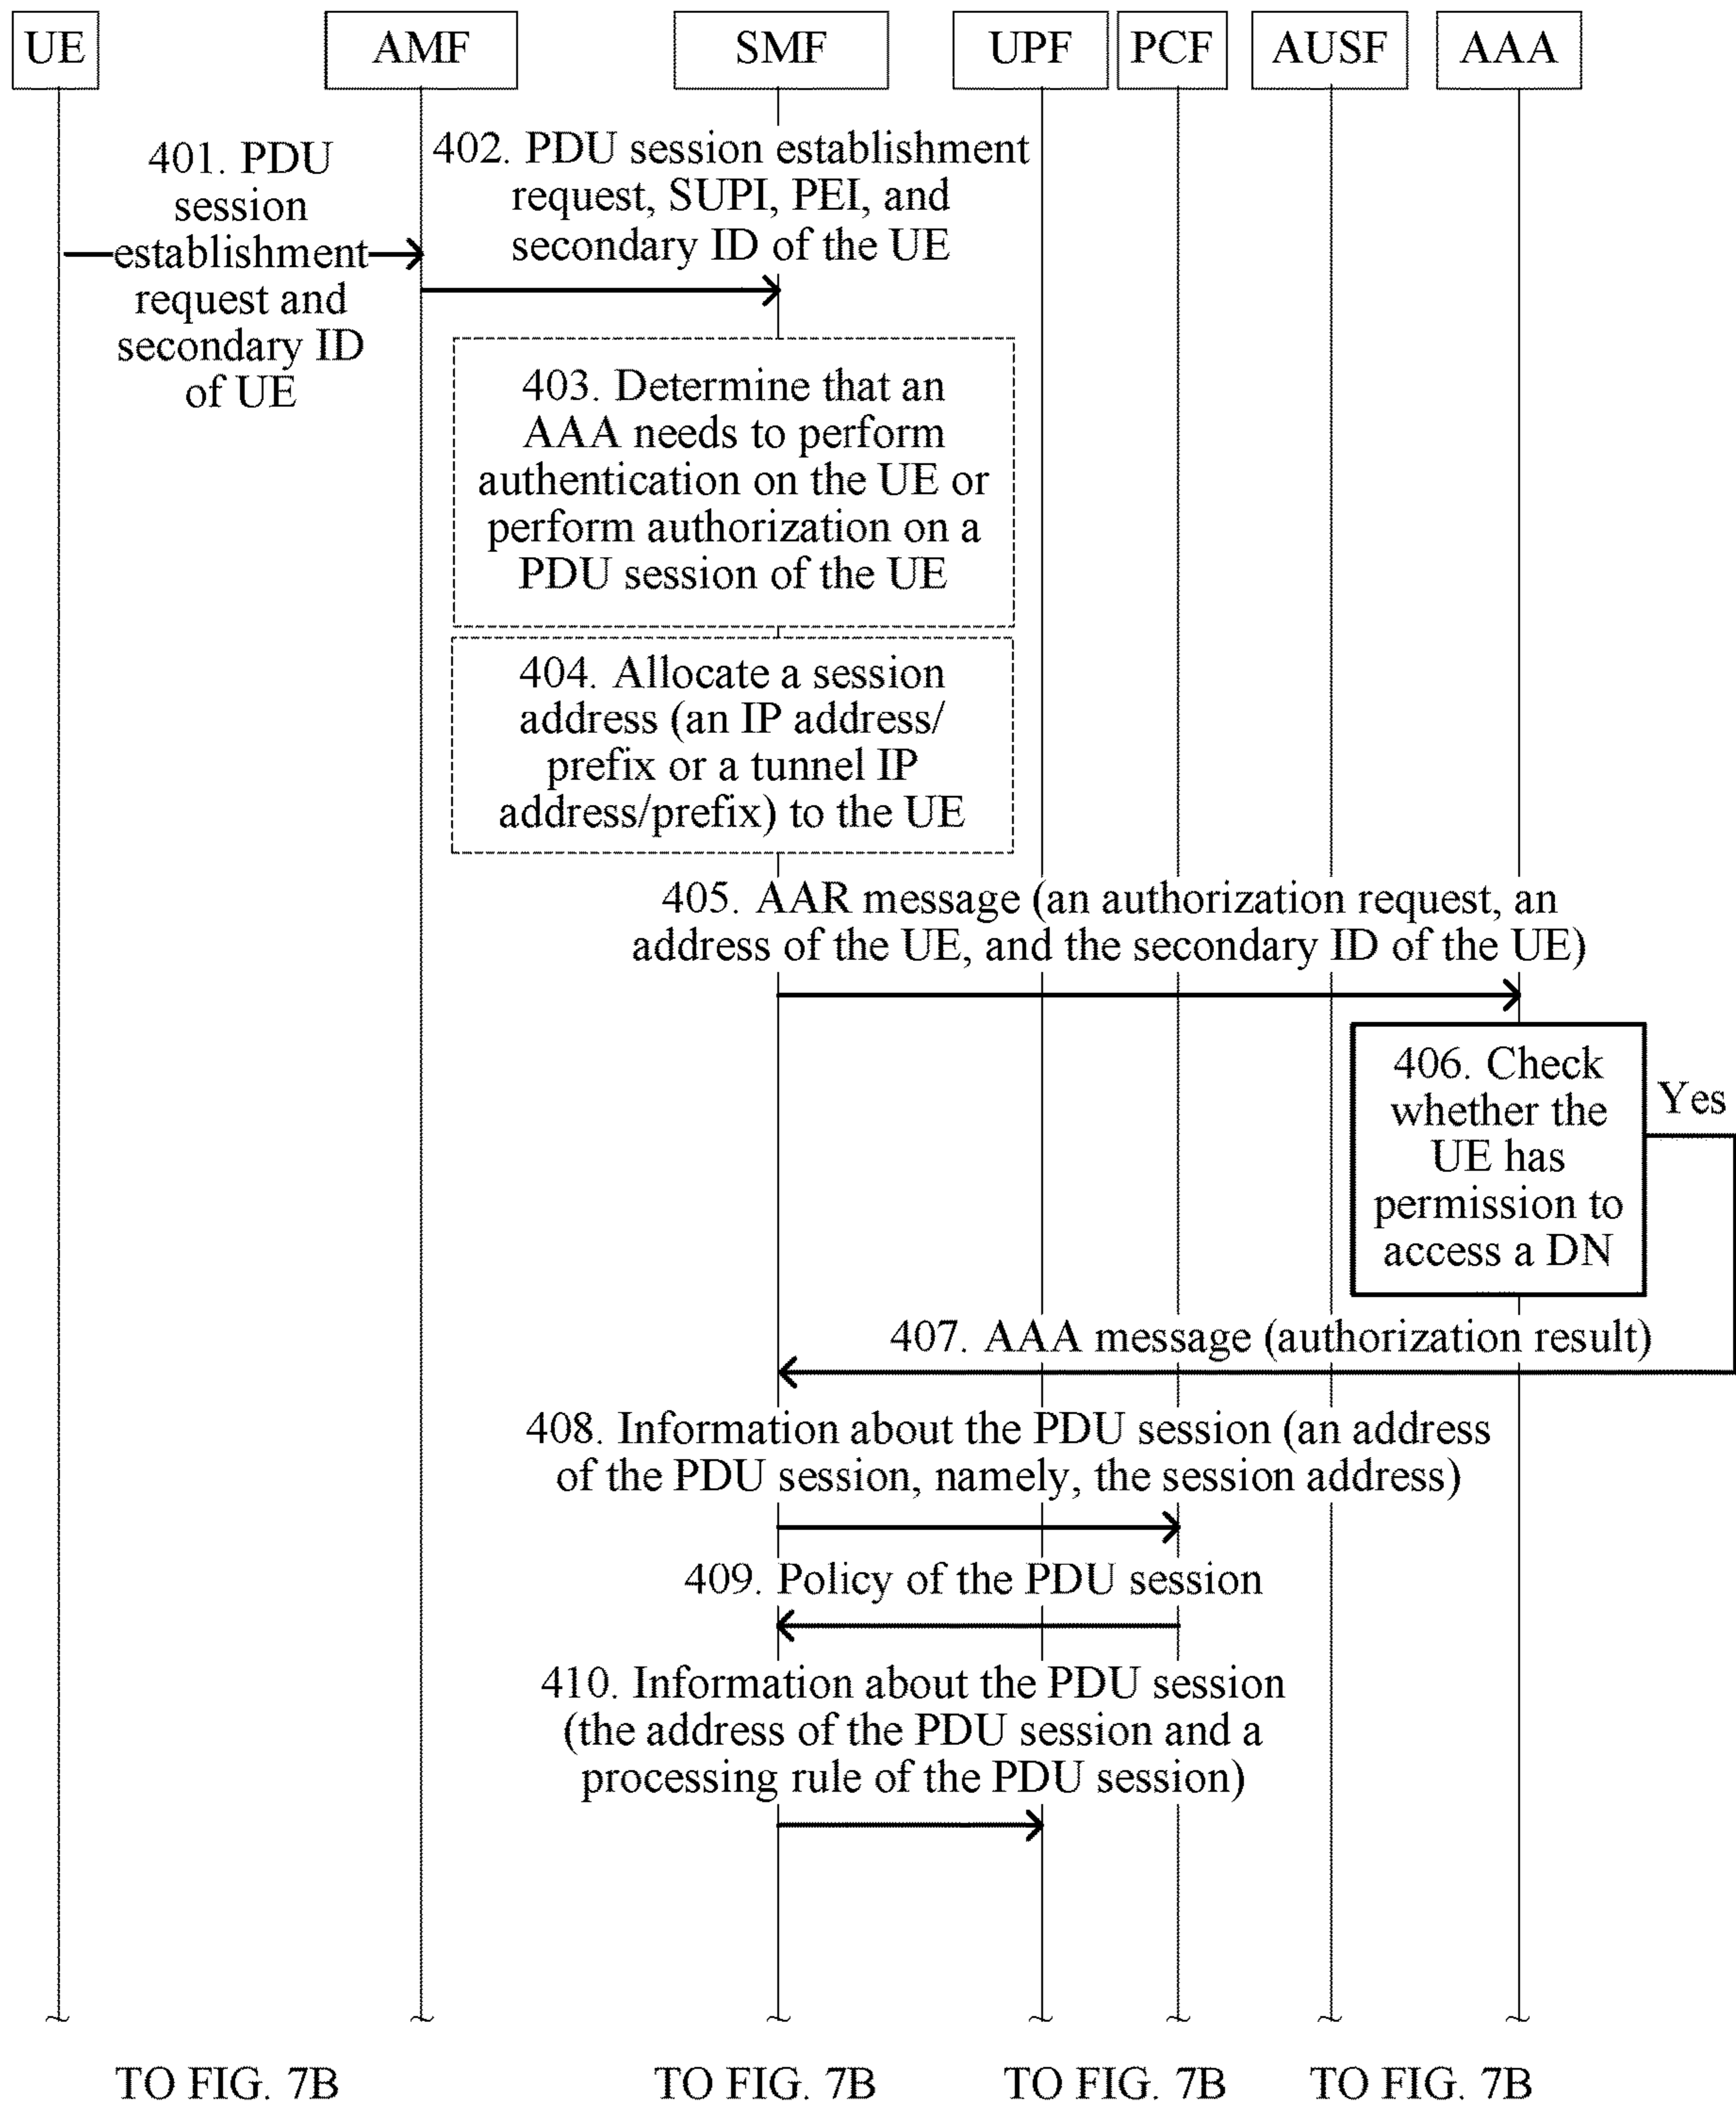 UE AMF SMF UPF PCF AUSF AAA
401. PDU
session
establishment
request and
secondary ID
of UE
402. PDU session establishment
request, SUPI, PEI, and
secondary ID of the UE
403. Determine that an
AAA needs to perform
authentication on the UE or
perform authorization on a
PDU session of the UE
404. Allocate a session
address (an IP address/
prefix or a tunnel IP
address/prefix) to the UE
405. AAR message (an authorization request, an
address of the UE, and the secondary ID of the UE)
406. Check
whether the
UE has
permission to
access a DN
Yes
407. AAA message (authorization result)
408. Information about the PDU session (an address
of the PDU session, namely, the session address)
409. Policy of the PDU session
410. Information about the PDU session
(the address of the PDU session and a
processing rule of the PDU session)
TO FIG. 7B TO FIG. 7B TO FIG. 7B TO FIG. 7B